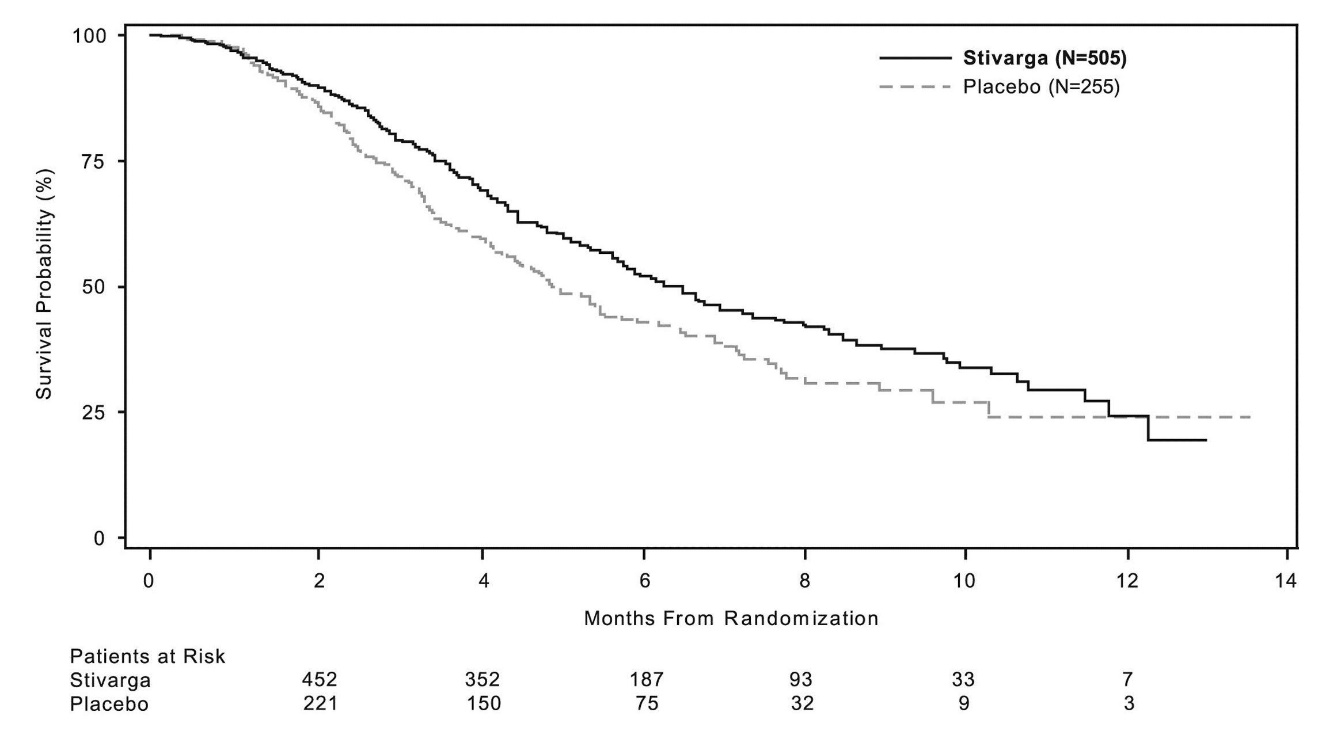 100
75
50
25
0
Survival Probability (%)
Stivarga (N=505)
Placebo (N=255)
0 2 4 6 8 10 12 14
Months From Randomization
Patients at Risk
Stivarga 452 352 187 93 33 7
Placebo 221 150 75 32 9 3